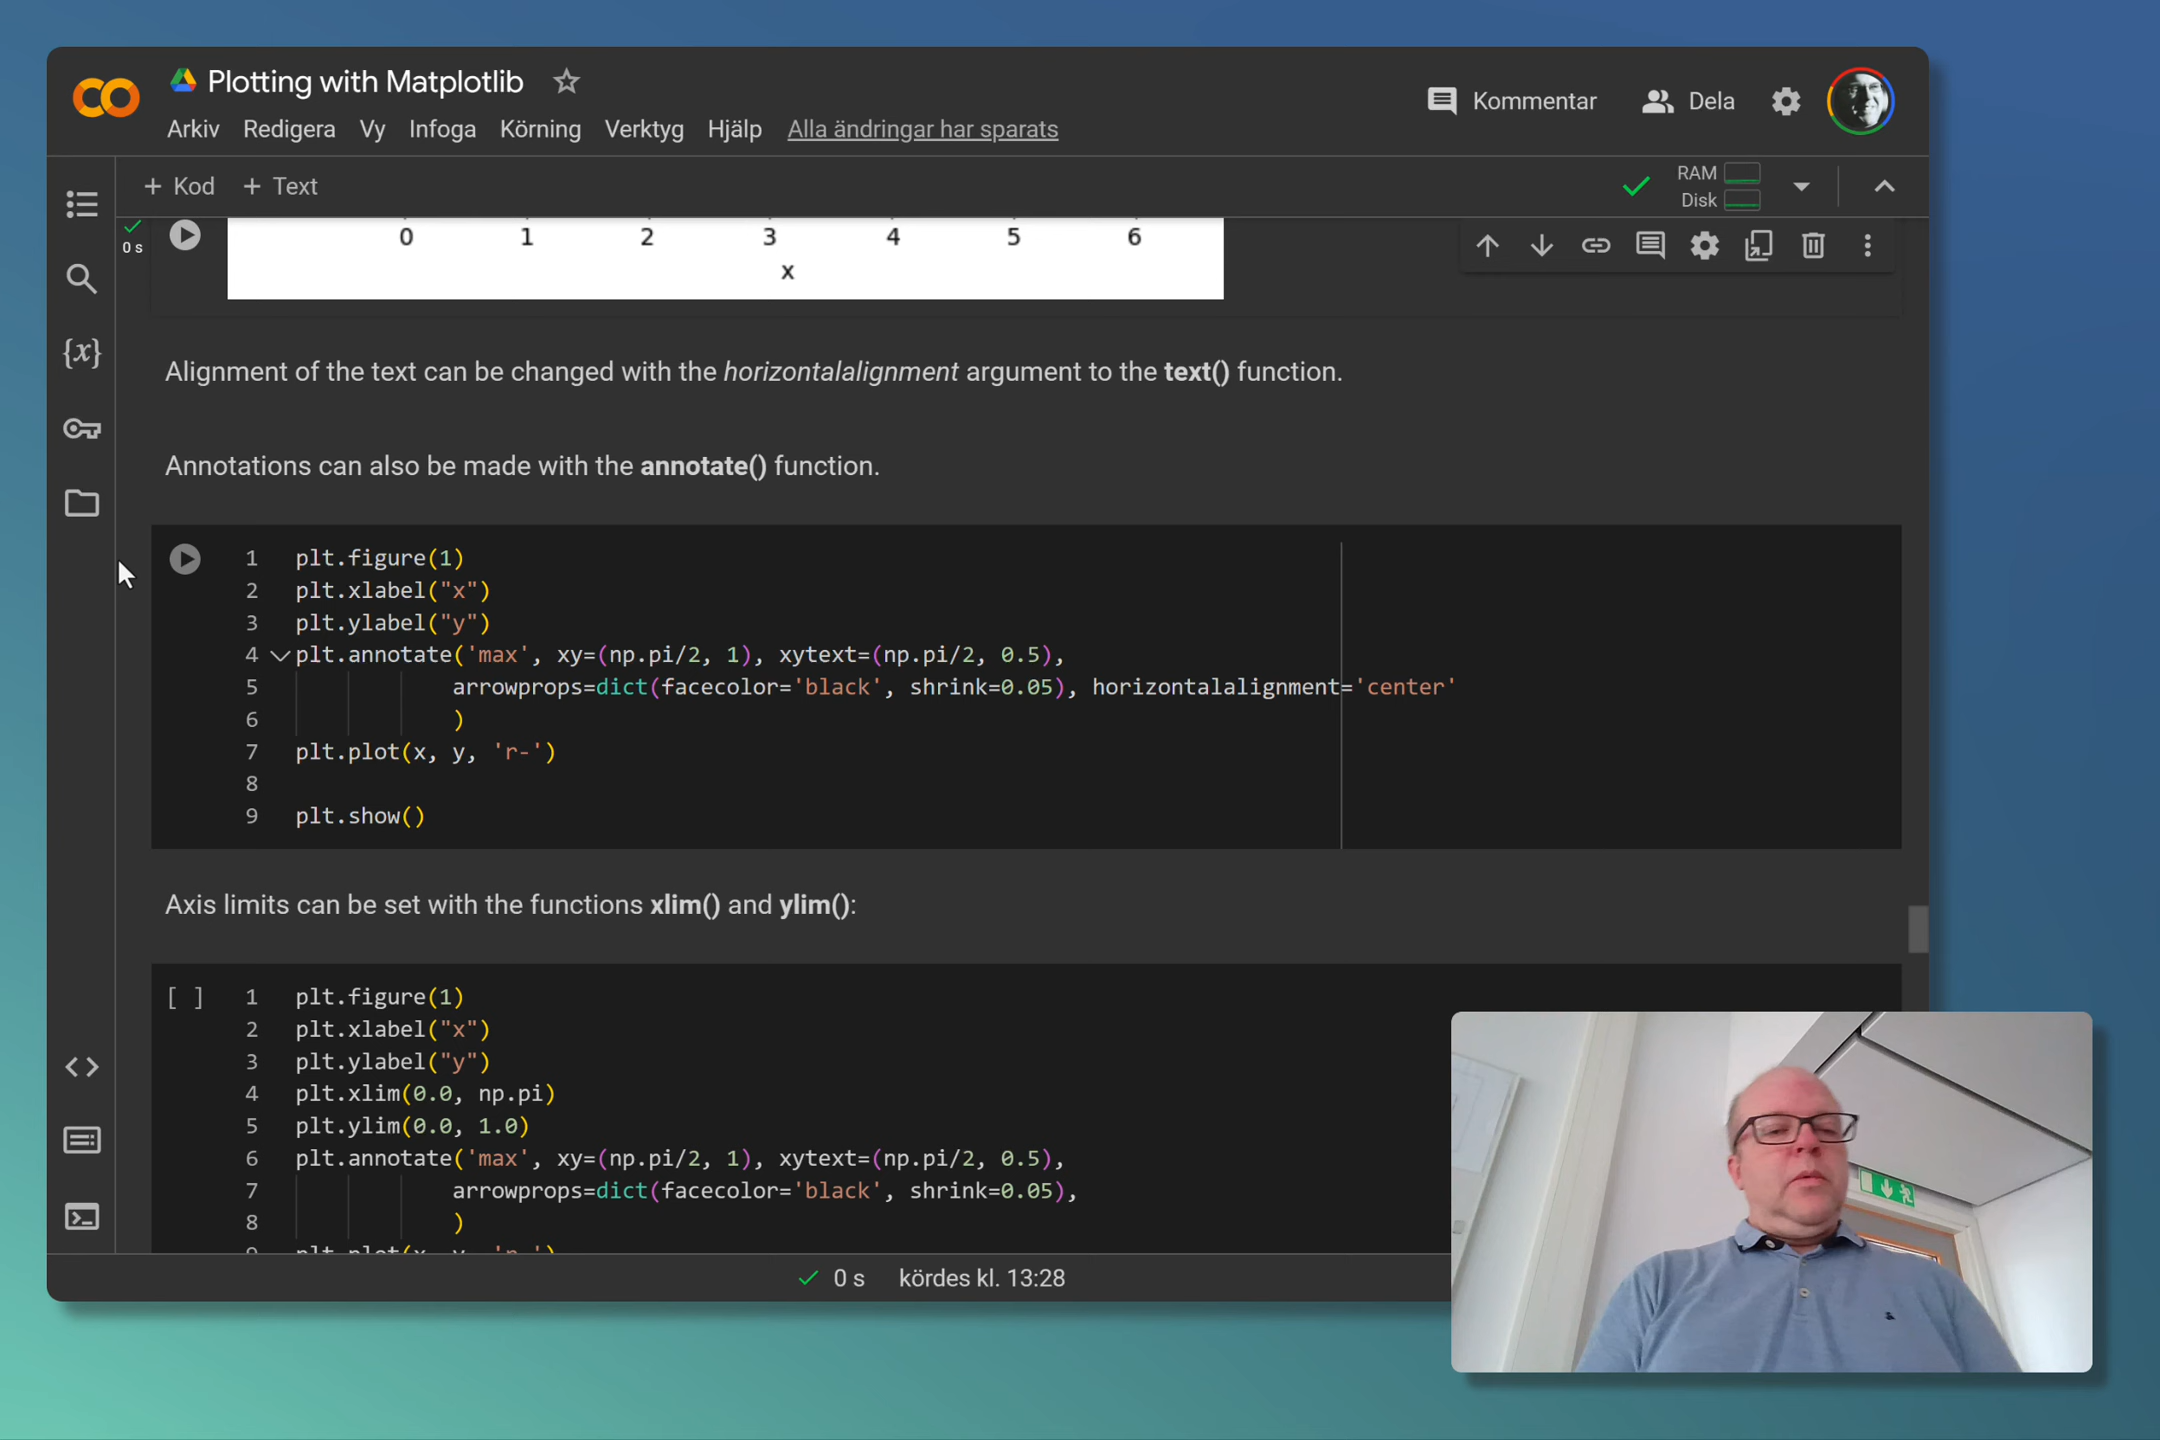 Plotting with Matplotlib
Kommentar
Dela
Arkiv Redigera Vy Infoga Körning Verktyg Hjälp Alla ändringar har sparats
+ Kod + Text
RAM
Disk
0 s
0 1 2 3 4 5 6
x
{x}
Alignment of the text can be changed with the horizontalalignment argument to the text() function.
Annotations can also be made with the annotate() function.
1 plt.figure(1)
2 plt.xlabel("x")
3 plt.ylabel("y")
4 plt.annotate('max', xy=(np.pi/2, 1), xytext=(np.pi/2, 0.5),
5 arrowprops=dict(facecolor='black', shrink=0.05), horizontalalignment='center'
6 )
7 plt.plot(x, y, 'r-')
8
9 plt.show()
Axis limits can be set with the functions xlim() and ylim():
[ ] 1 plt.figure(1)
2 plt.xlabel("x")
3 plt.ylabel("y")
4 plt.xlim(0.0, np.pi)
5 plt.ylim(0.0, 1.0)
6 plt.annotate('max', xy=(np.pi/2, 1), xytext=(np.pi/2, 0.5),
7 arrowprops=dict(facecolor='black', shrink=0.05),
8 )
9 plt.plot(x, y, 'r-')
0 s kördes kl. 13:28